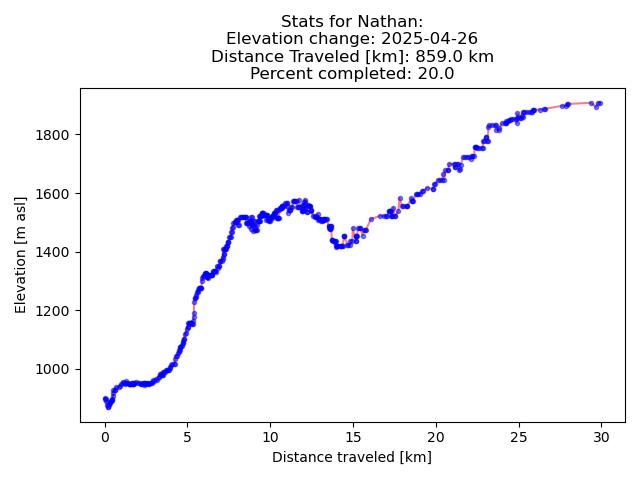 Stats for Nathan:
Elevation change: 2025-04-26
Distance Traveled [km]: 859.0 km
Percent completed: 20.0
1800
1600
1400
1200
1000
Elevation [m asl]
0 5 10 15 20 25 30
Distance traveled [km]